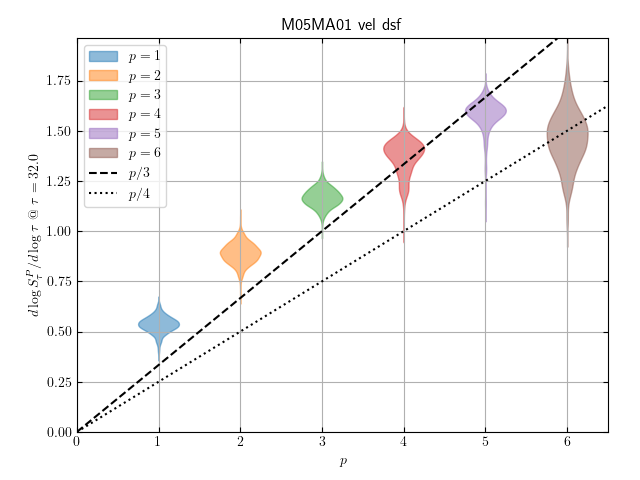 M05MA01 vel dsf
p = 1
p = 2
p = 3
p = 4
p = 5
p = 6
p/3
p/4
1.75
1.50
1.25
1.00
0.75
0.50
0.25
0.00
0 1 2 3 4 5 6
p
d log S_τ^P / d log τ @ τ = 32.0